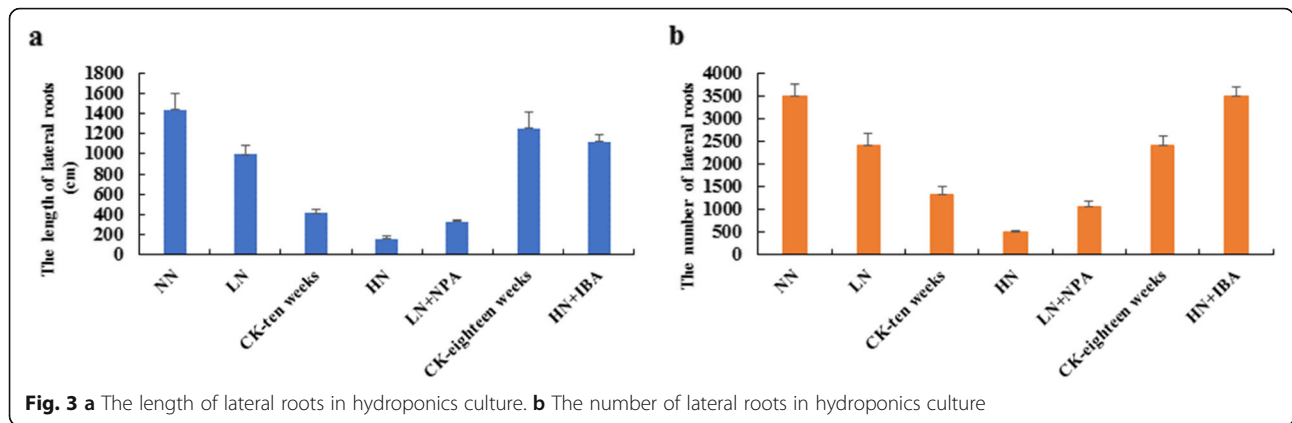 a
The length of lateral roots
(cm)
1800
1600
1400
1200
1000
800
600
400
200
0
NN
LN
CK-ten weeks
HN
LN+NPA
CK-eighteen weeks
HN+IBA
b
The number of lateral roots
4000
3500
3000
2500
2000
1500
1000
500
0
NN
LN
CK-ten weeks
HN
LN+NPA
CK-eighteen weeks
HN+IBA
Fig. 3 a The length of lateral roots in hydroponics culture. b The number of lateral roots in hydroponics culture